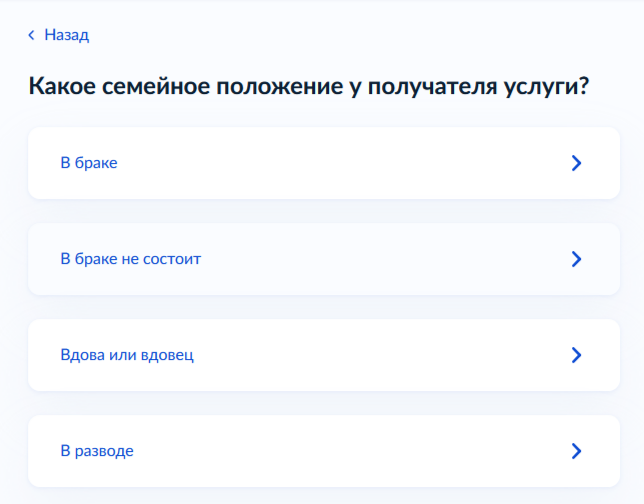 Назад
Какое семейное положение у получателя услуги?
В браке
В браке не состоит
Вдова или вдовец
В разводе